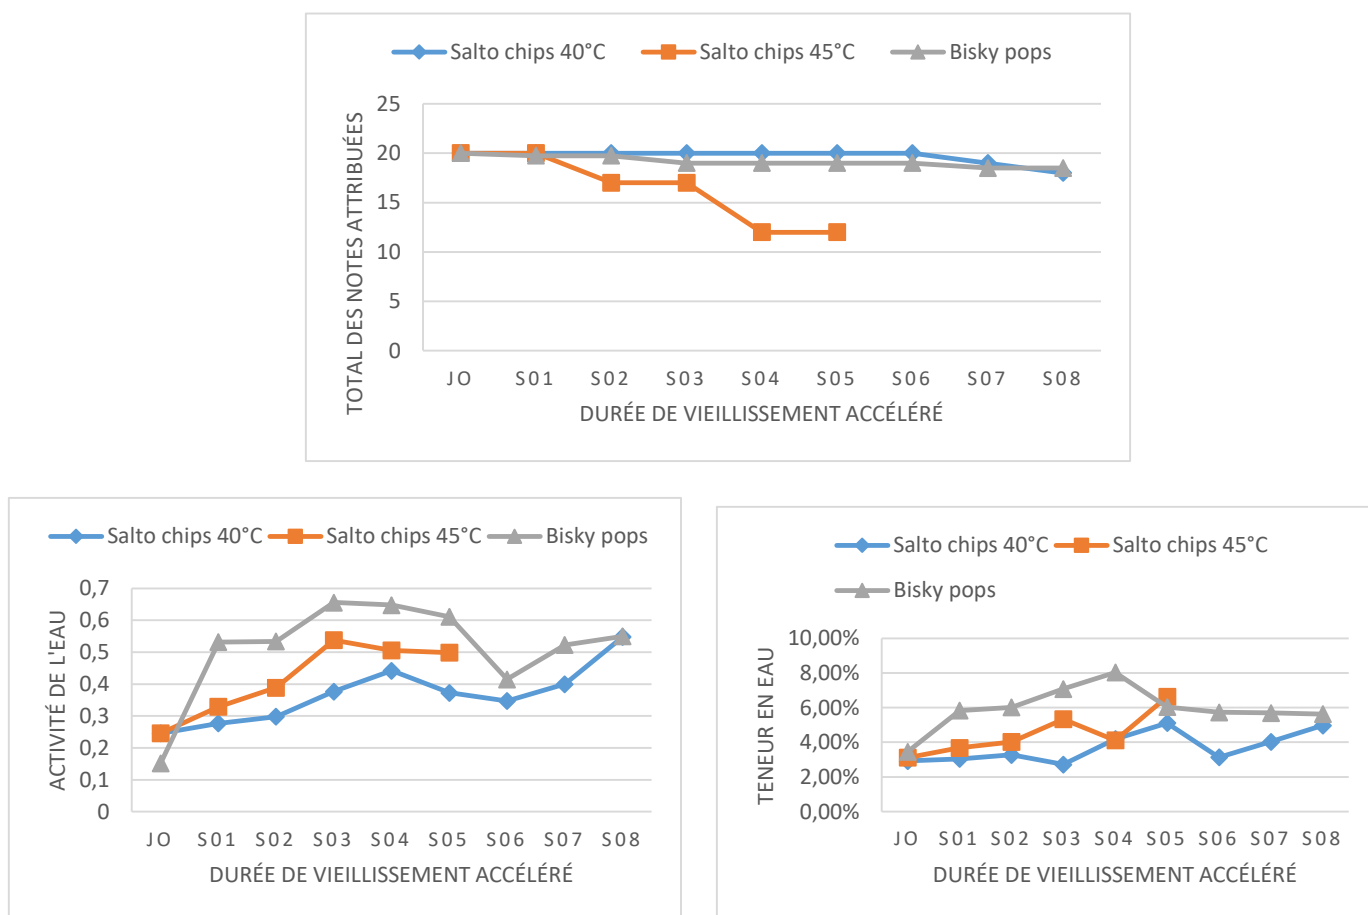 Salto chips 40°C Salto chips 45°C Bisky pops
TOTAL DES NOTES ATTRIBUÉES
25
20
15
10
5
0
JO S01 S02 S03 S04 S05 S06 S07 S08
DURÉE DE VIEILLISSEMENT ACCÉLÉRÉ
Salto chips 40°C Salto chips 45°C Bisky pops
ACTIVITÉ DE L'EAU
0,7
0,6
0,5
0,4
0,3
0,2
0,1
0
JO S01 S02 S03 S04 S05 S06 S07 S08
DURÉE DE VIEILLISSEMENT ACCÉLÉRÉ
Salto chips 40°C Salto chips 45°C
Bisky pops
TENEUR EN EAU
10,00%
8,00%
6,00%
4,00%
2,00%
0,00%
JO S01 S02 S03 S04 S05 S06 S07 S08
DURÉE DE VIEILLISSEMENT ACCÉLÉRÉ